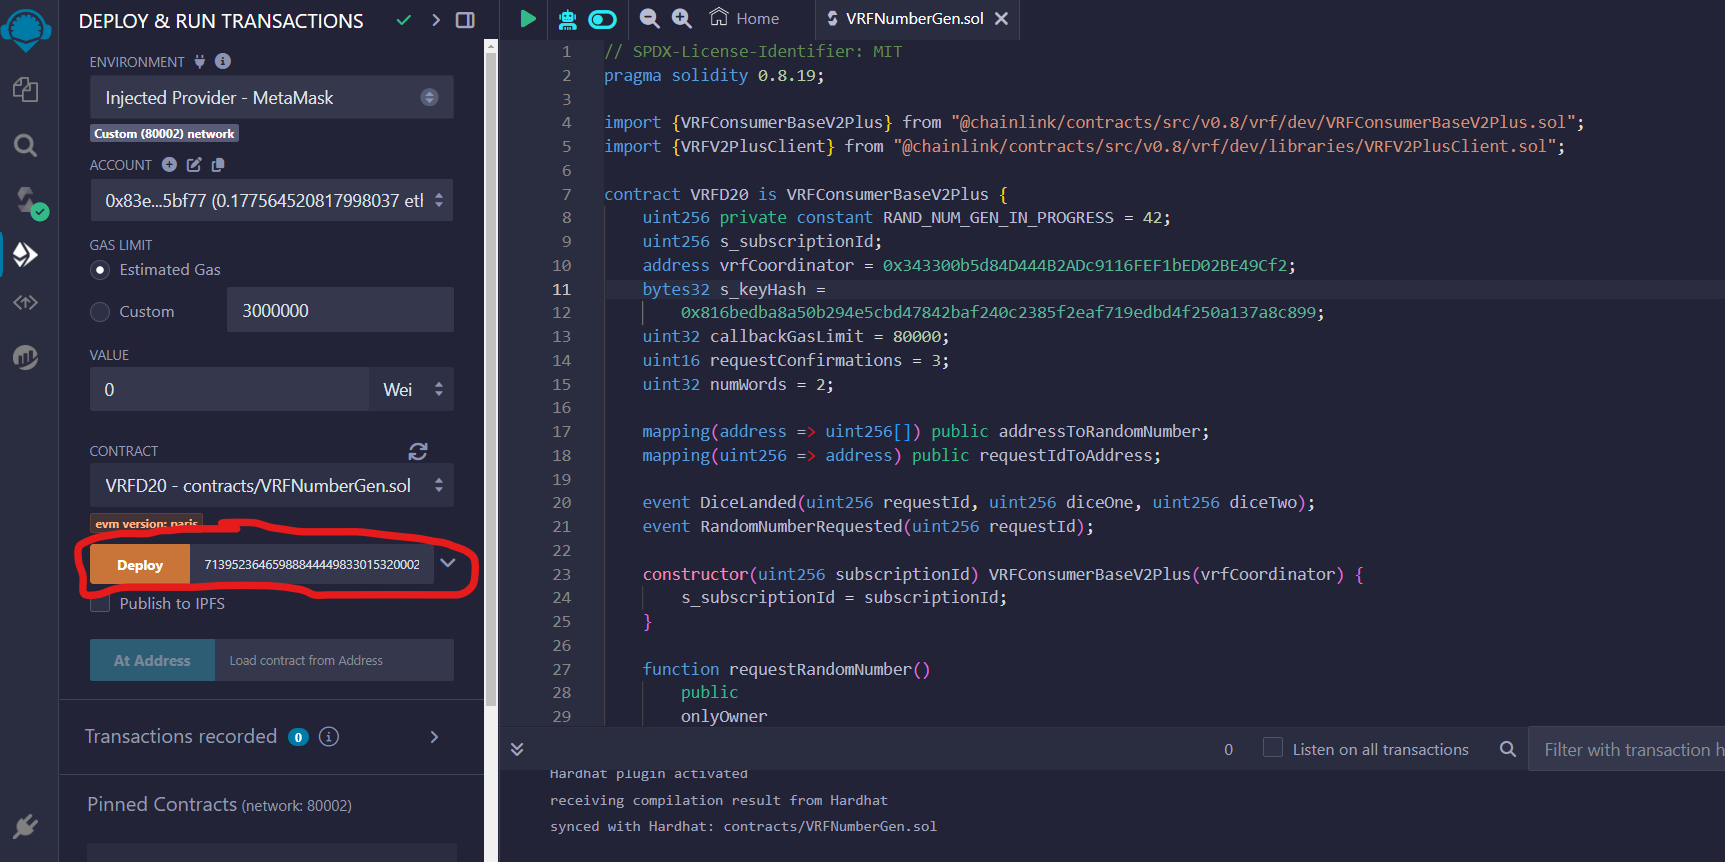 DEPLOY & RUN TRANSACTIONS
ENVIRONMENT
Injected Provider - MetaMask
Custom (80002) network
ACCOUNT
0x83e...5bf77 (0.177564520817998037 etl
GAS LIMIT
Estimated Gas
Custom
3000000
VALUE
0
Wei
CONTRACT
VRFD20 - contracts/VRFNumberGen.sol
evm version: paris
Deploy
71395236465988844449833015320002
Publish to IPFS
At Address
Load contract from Address
Transactions recorded 0 i
Pinned Contracts (network: 80002)
Home
VRFNumberGen.sol
1 // SPDX-License-Identifier: MIT
2 pragma solidity 0.8.19;
3
4 import {VRFConsumerBaseV2Plus} from "@chainlink/contracts/src/v0.8/vrf/dev/VRFConsumerBaseV2Plus.sol";
5 import {VRFV2PlusClient} from "@chainlink/contracts/src/v0.8/vrf/dev/libraries/VRFV2PlusClient.sol";
6
7 contract VRFD20 is VRFConsumerBaseV2Plus {
8 uint256 private constant RAND_NUM_GEN_IN_PROGRESS = 42;
9 uint256 s_subscriptionId;
10 address vrfCoordinator = 0x343300b5d84D444B2ADc9116FEF1bED02BE49Cf2;
11 bytes32 s_keyHash =
12 0x816bedba8a50b294e5cbd47842baf240c2385f2eaf719edbd4f250a137a8c899;
13 uint32 callbackGasLimit = 80000;
14 uint16 requestConfirmations = 3;
15 uint32 numWords = 2;
16
17 mapping(address => uint256[]) public addressToRandomNumber;
18 mapping(uint256 => address) public requestIdToAddress;
19
20 event DiceLanded(uint256 requestId, uint256 diceOne, uint256 diceTwo);
21 event RandomNumberRequested(uint256 requestId);
22
23 constructor(uint256 subscriptionId) VRFConsumerBaseV2Plus(vrfCoordinator) {
24 s_subscriptionId = subscriptionId;
25 }
26
27 function requestRandomNumber()
28 public
29 onlyOwner
0
Listen on all transactions
Filter with transaction h
Hardhat plugin activated
receiving compilation result from Hardhat
synced with Hardhat: contracts/VRFNumberGen.sol